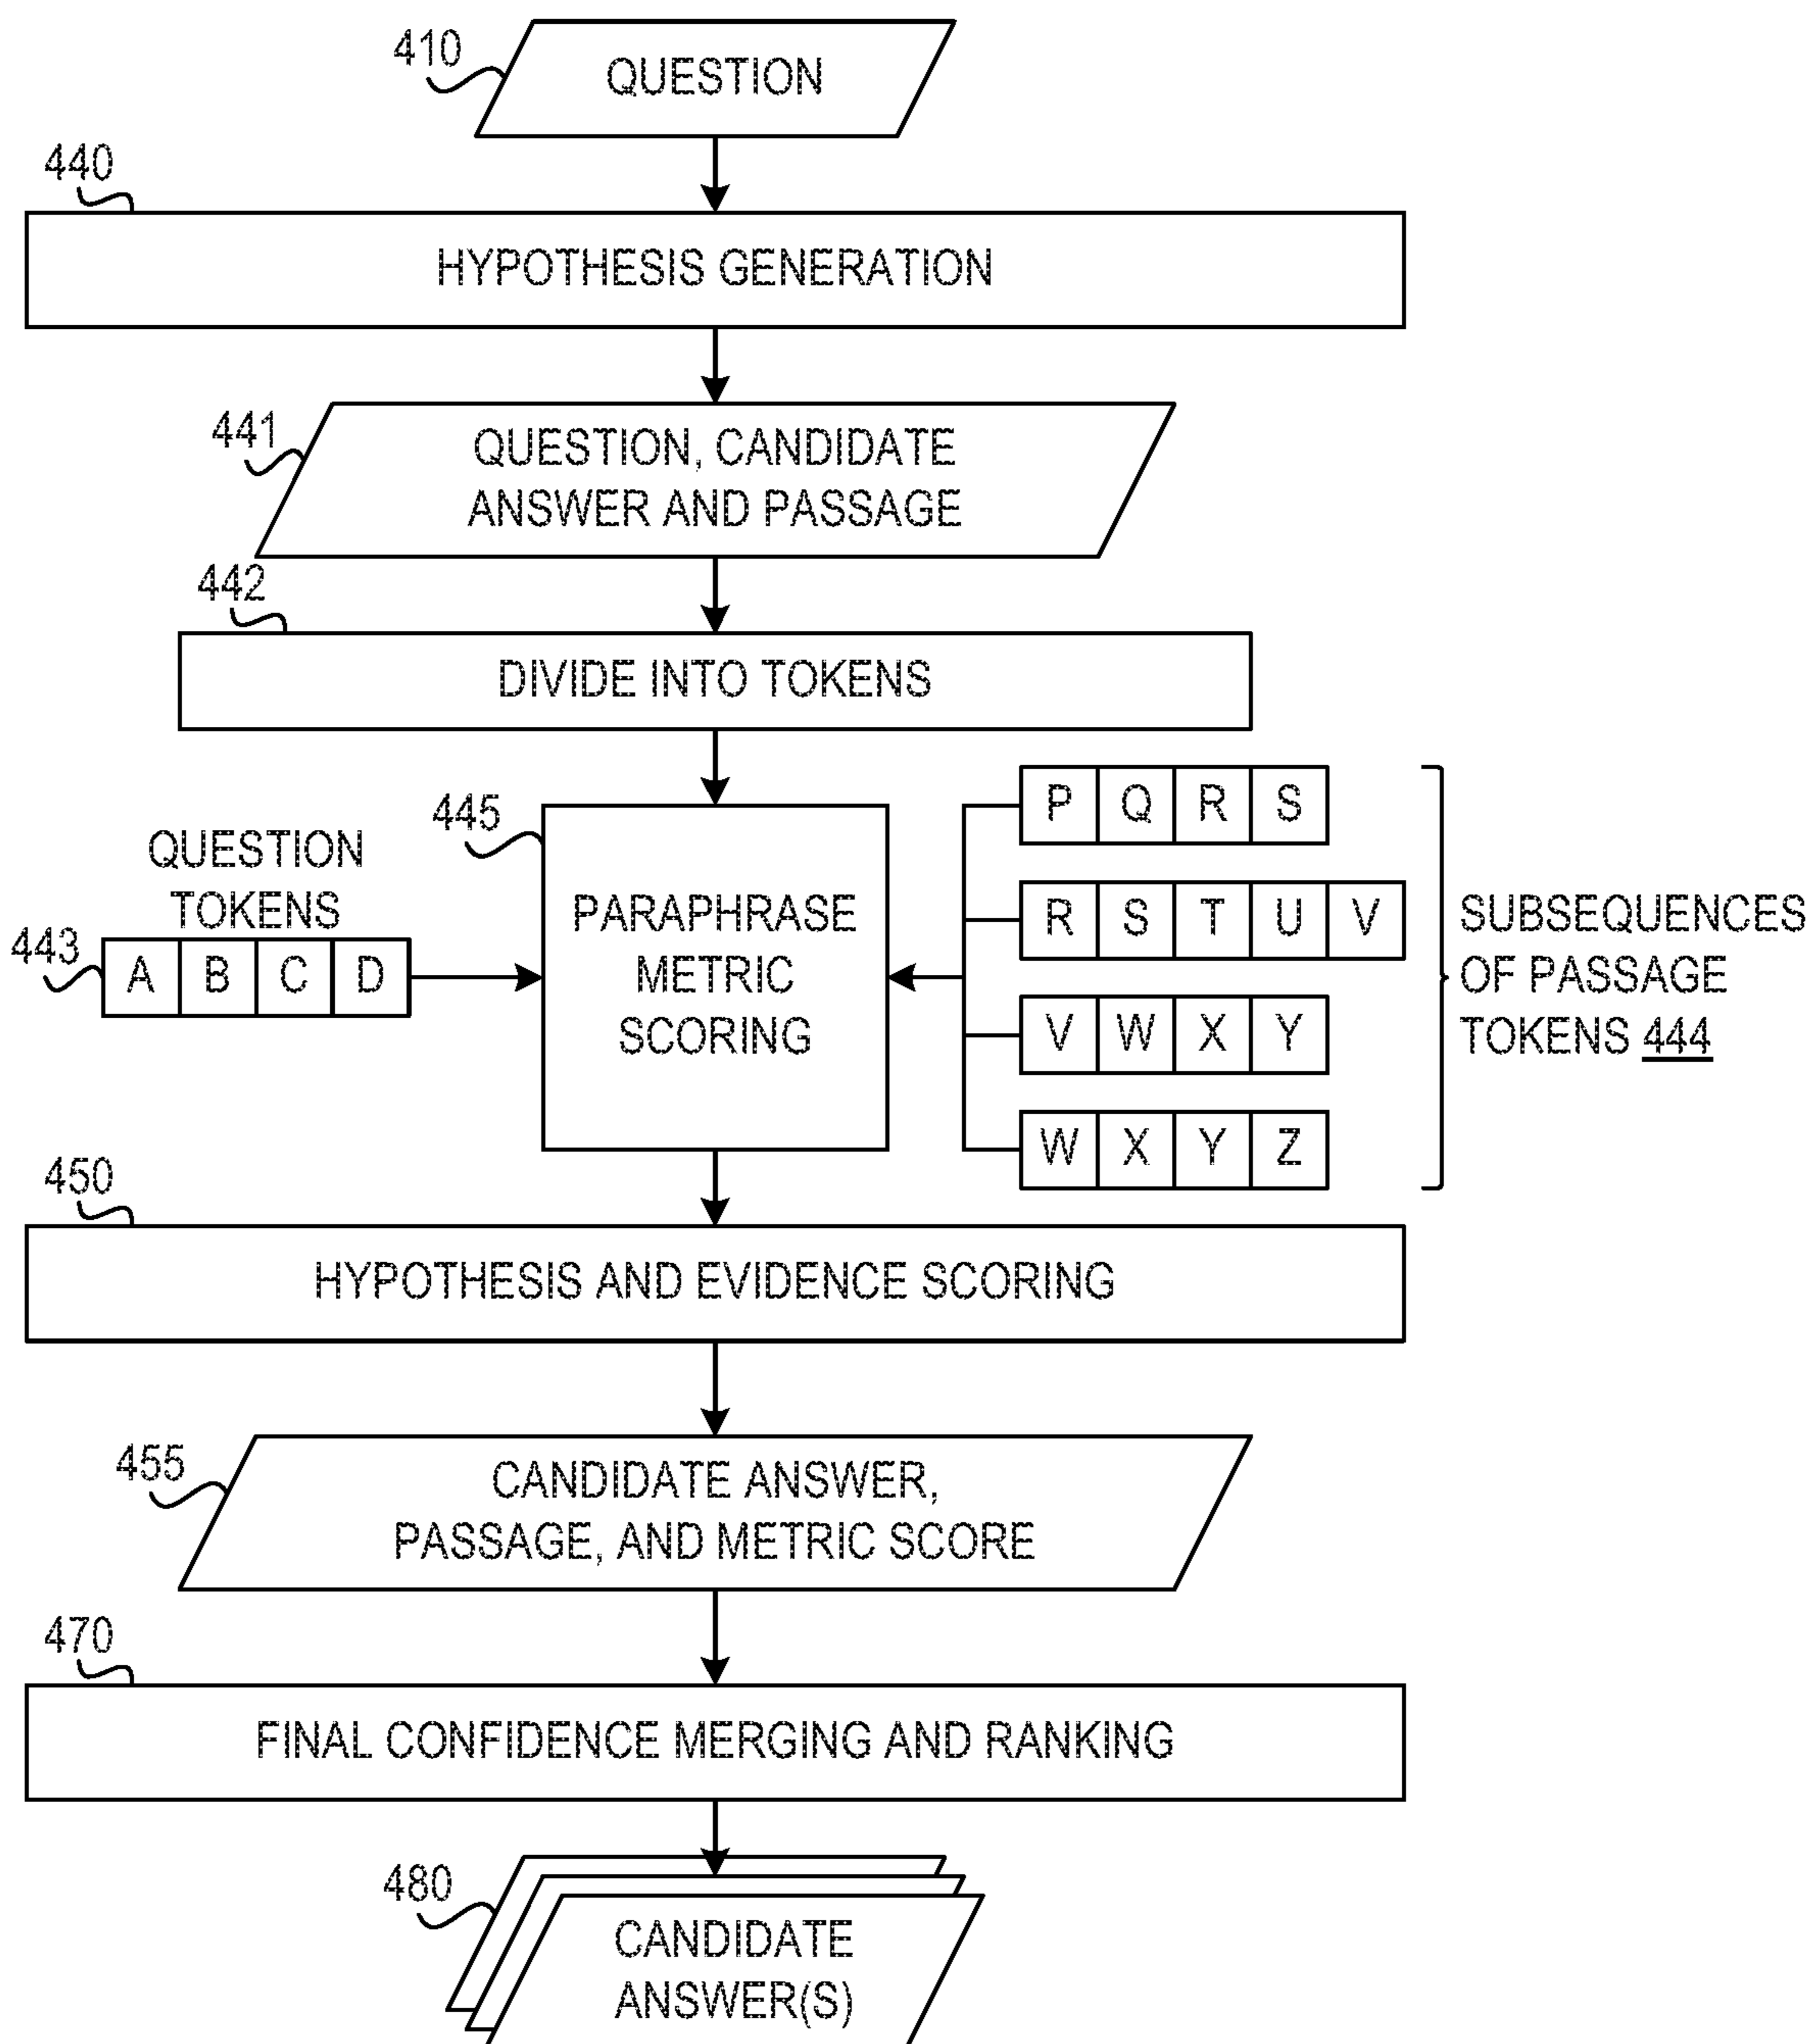 410
QUESTION
440
HYPOTHESIS GENERATION
441
QUESTION, CANDIDATE
ANSWER AND PASSAGE
442
DIVIDE INTO TOKENS
445
PARAPHRASE
METRIC
SCORING
QUESTION
TOKENS
443
A B C D
P Q R S
R S T U V
V W X Y
W X Y Z
SUBSEQUENCES
OF PASSAGE
TOKENS 444
450
HYPOTHESIS AND EVIDENCE SCORING
455
CANDIDATE ANSWER,
PASSAGE, AND METRIC SCORE
470
FINAL CONFIDENCE MERGING AND RANKING
480
CANDIDATE
ANSWER(S)